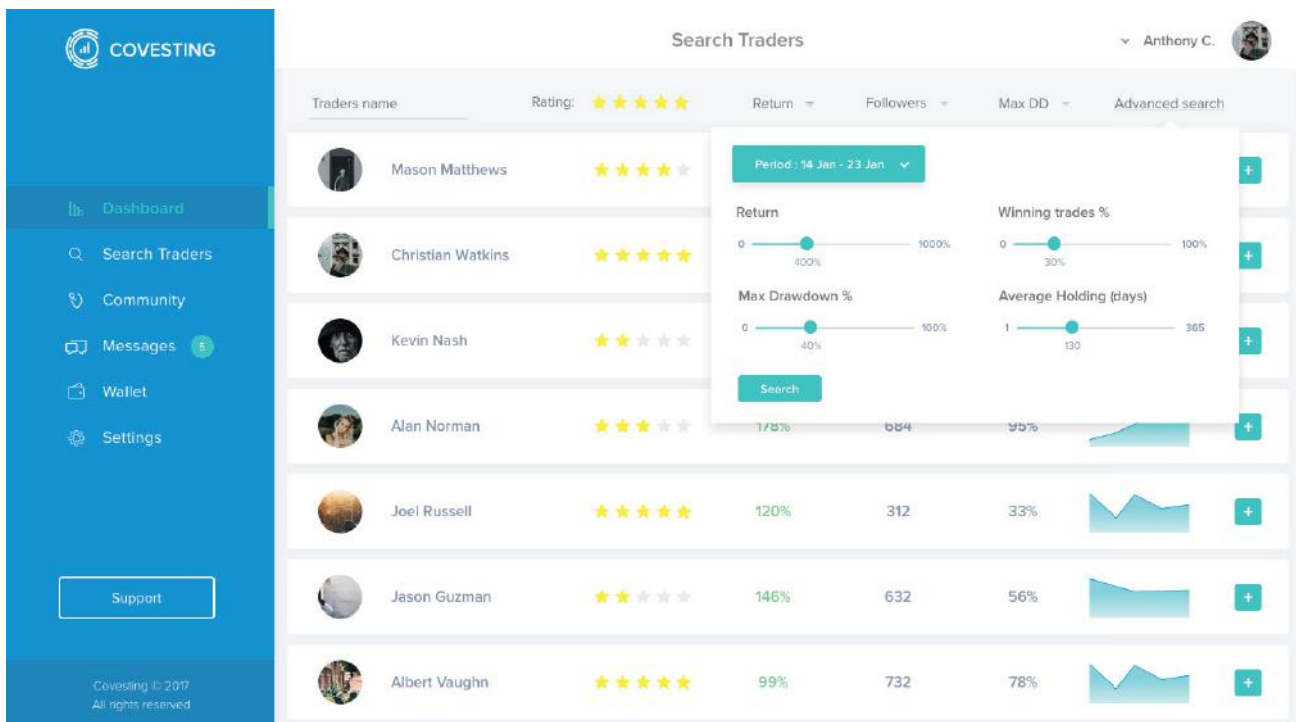 COVESTING
Search Traders
Anthony C.
Traders name Rating: Return Followers Max DD Advanced search
Dashboard
Search Traders
Community
Messages 5
Wallet
Settings
Support
Covesting © 2017
All rights reserved
Period : 14 Jan - 23 Jan
Return
0 1000%
400%
Winning trades %
0 100%
30%
Max Drawdown %
0 100%
40%
Average Holding (days)
1 365
130
Search
Mason Matthews +
Christian Watkins +
Kevin Nash +
Alan Norman 178% 684 95% +
Joel Russell 120% 312 33% +
Jason Guzman 146% 632 56% +
Albert Vaughn 99% 732 78% +